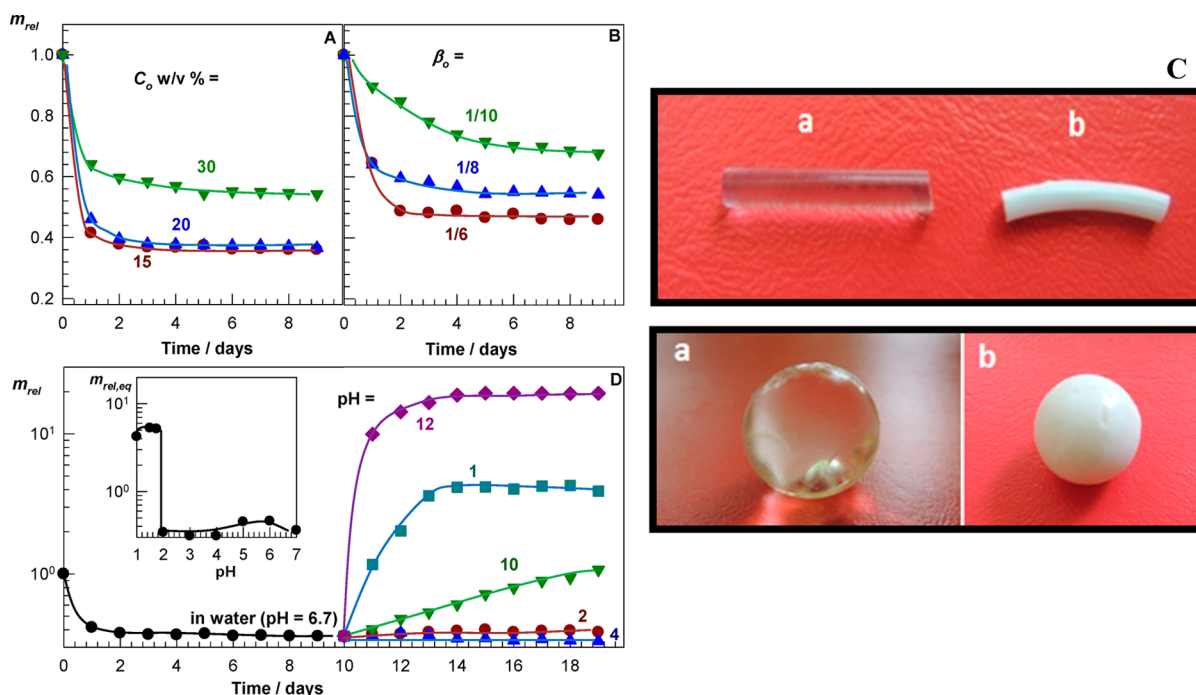 m_rel
A
C_o w/v % =
1.0
0.8
0.6
0.4
0.2
30
20
15
0 2 4 6 8
Time / days
B
β_o =
1/10
1/8
1/6
0 2 4 6 8
Time / days
C
a
b
a
b
m_rel
D
10^1
10^0
m_rel,eq
10^1
10^0
1 2 3 4 5 6 7
pH
in water (pH = 6.7)
pH =
12
1
10
2
4
0 2 4 6 8 10 12 14 16 18
Time / days
Time / days